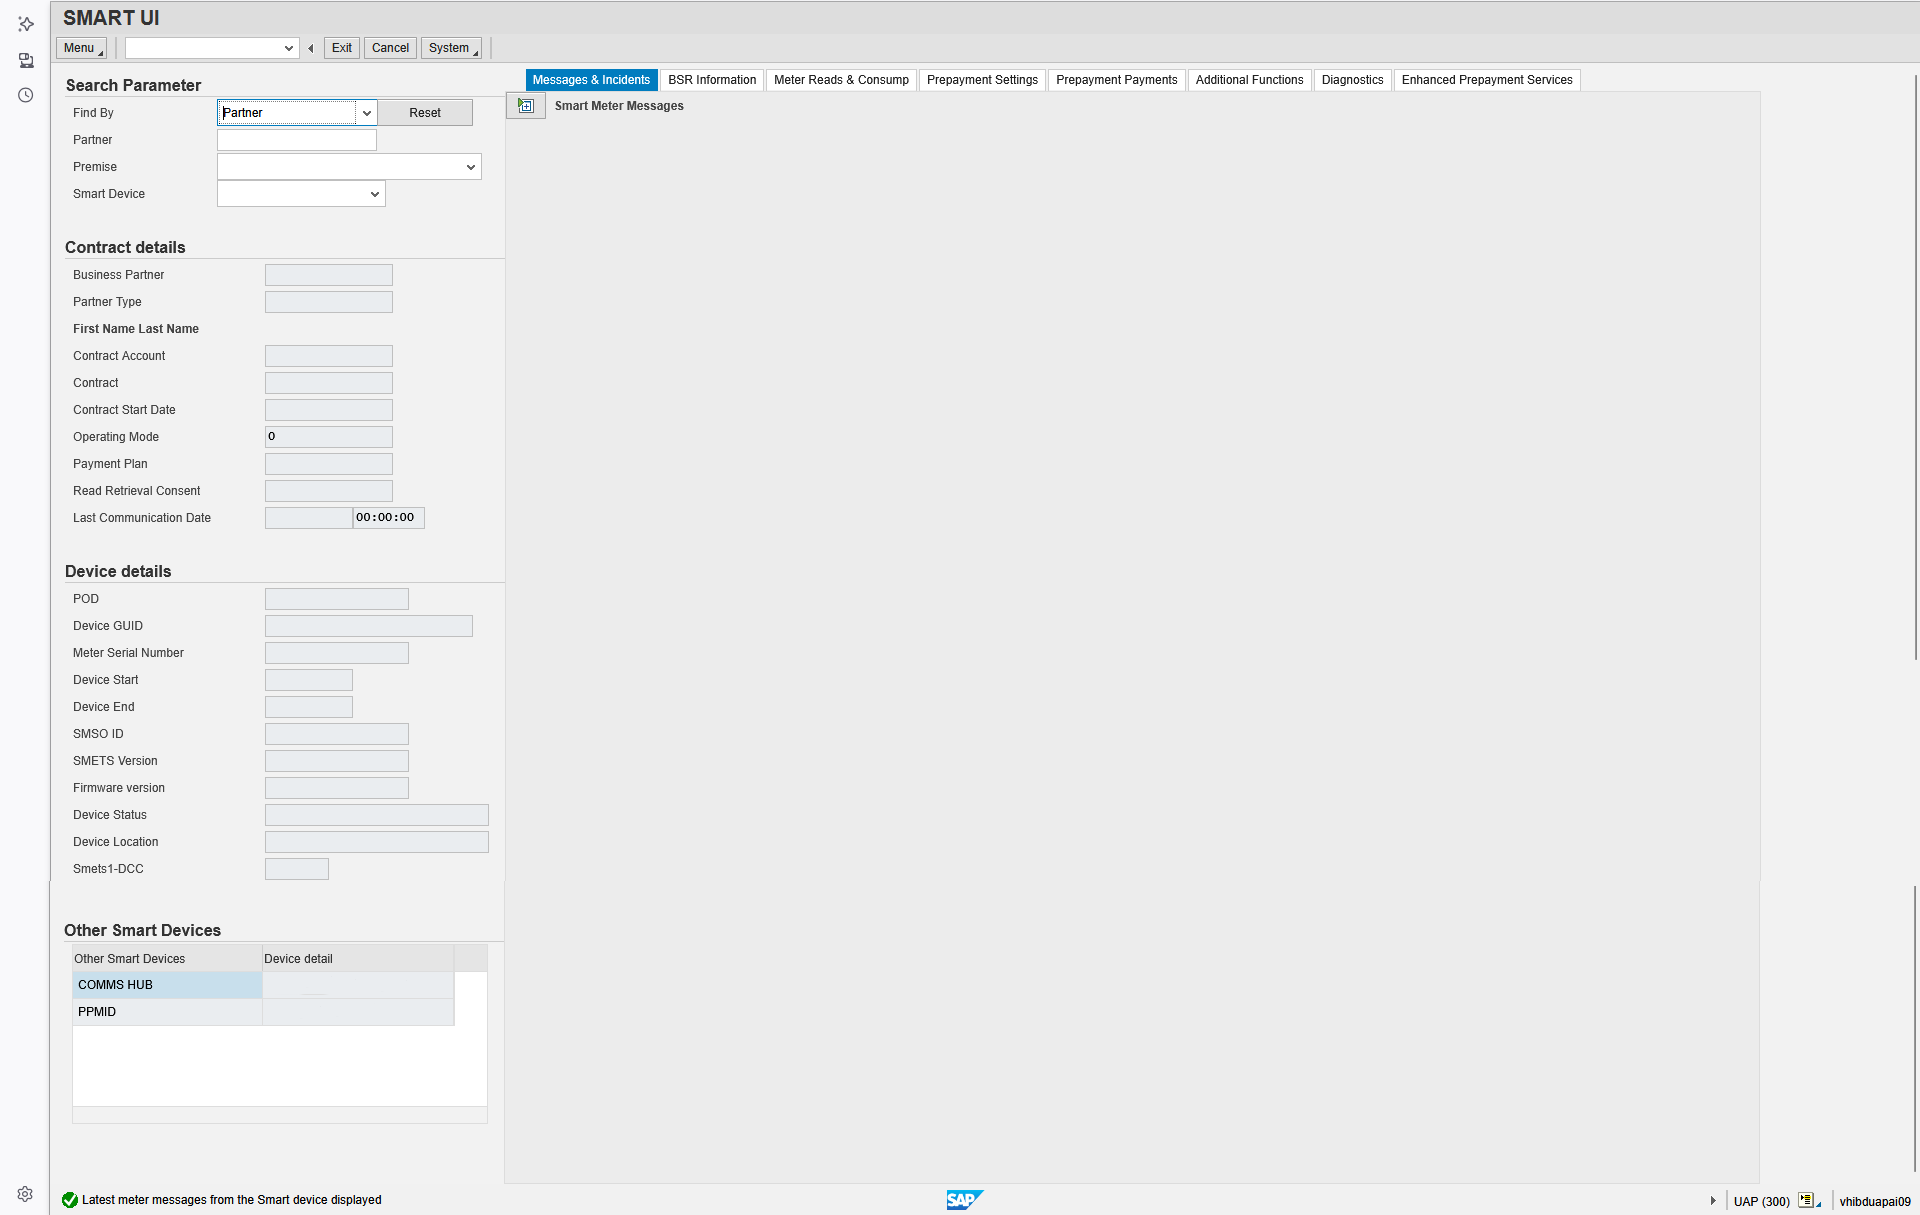 SMART UI
Menu
Exit
Cancel
System
Search Parameter
Find By
Partner
Reset
Partner
Premise
Smart Device
Contract details
Business Partner
Partner Type
First Name Last Name
Contract Account
Contract
Contract Start Date
Operating Mode
0
Payment Plan
Read Retrieval Consent
Last Communication Date
00:00:00
Device details
POD
Device GUID
Meter Serial Number
Device Start
Device End
SMSO ID
SMETS Version
Firmware version
Device Status
Device Location
Smets1-DCC
Other Smart Devices
Other Smart Devices
Device detail
COMMS HUB
PPMID
Messages & Incidents
BSR Information
Meter Reads & Consump
Prepayment Settings
Prepayment Payments
Additional Functions
Diagnostics
Enhanced Prepayment Services
Smart Meter Messages
Latest meter messages from the Smart device displayed
SAP
UAP (300)
vhibduapai09